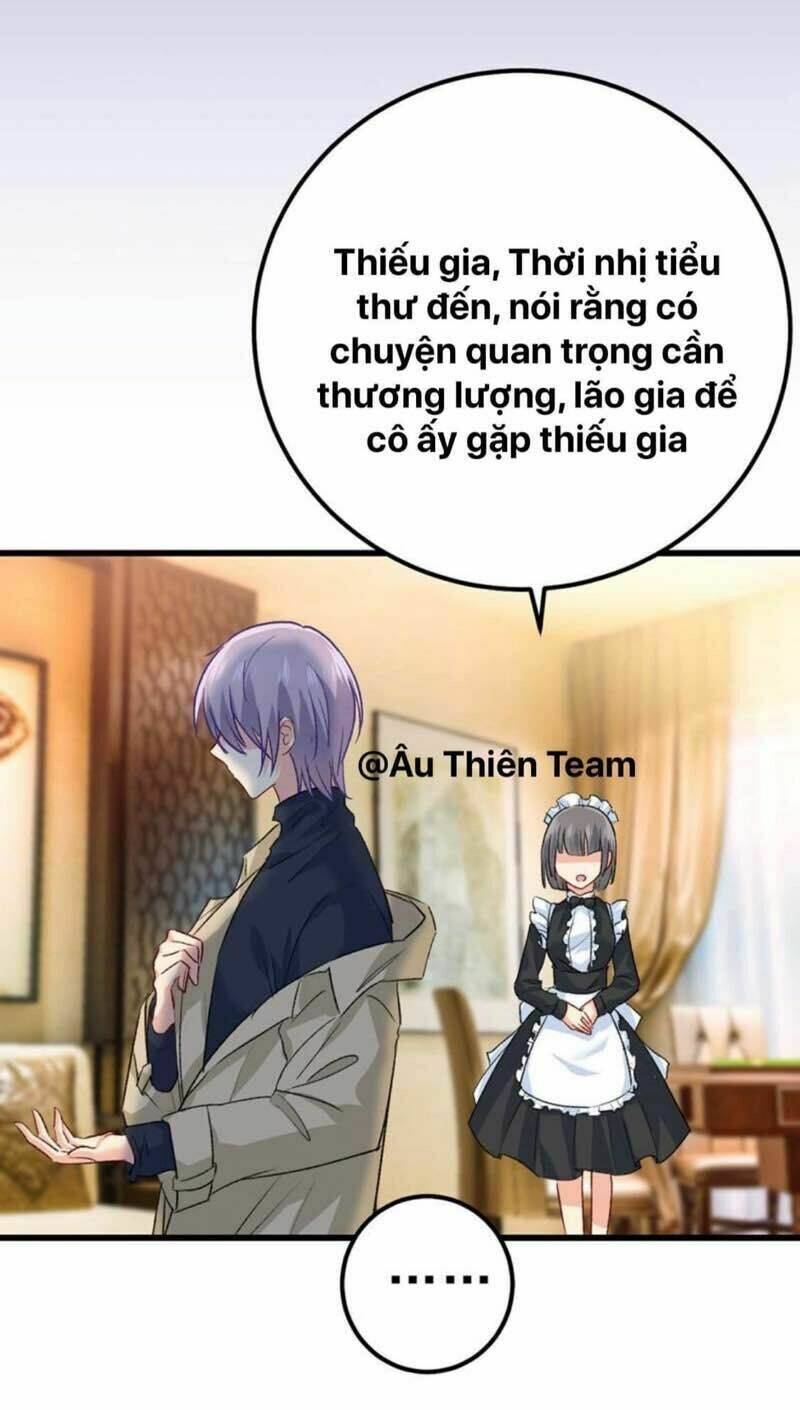 Thiếu gia, Thời nhị tiểu
thư đến, nói rằng có
chuyện quan trọng cần
thương lượng, lão gia để
cô ấy gặp thiếu gia
@Âu Thiên Team
......